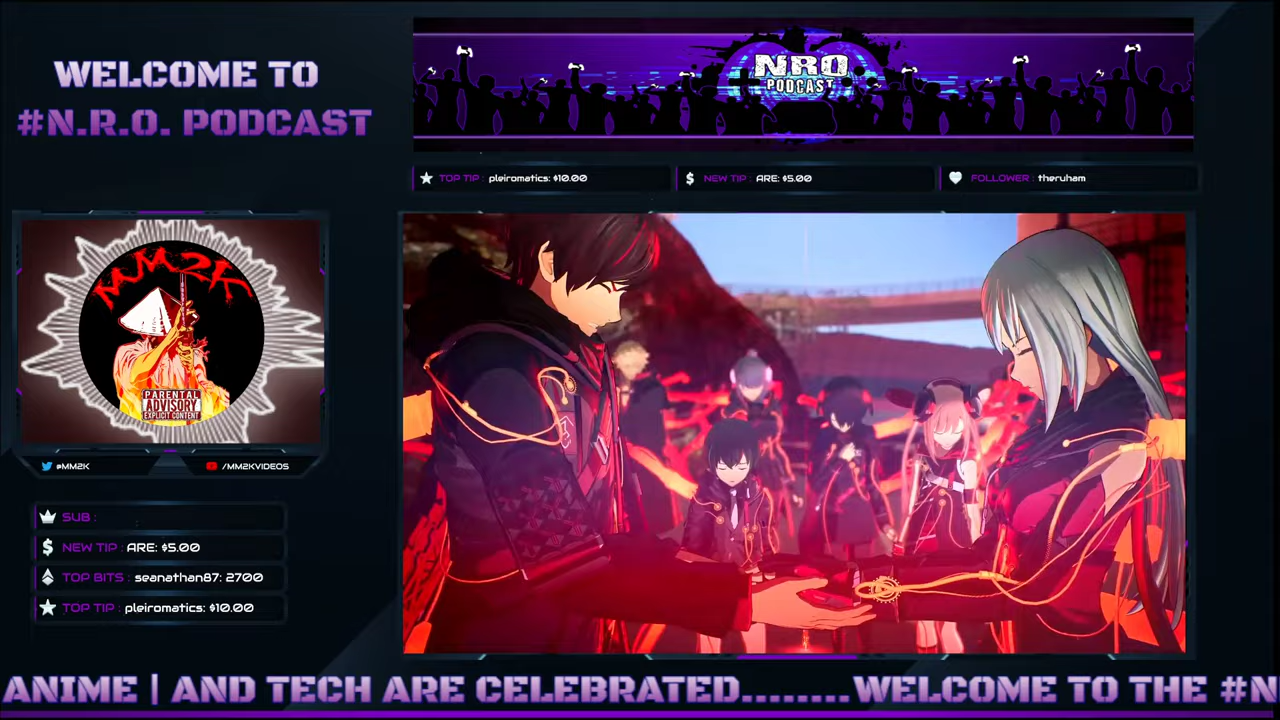 WELCOME TO
#N.R.O. PODCAST
NRO
PODCAST
TOP TIP : pleiromatics: $10.00
NEW TIP : ARE: $5.00
FOLLOWER : theruham
MM2K
PARENTAL
ADVISORY
EXPLICIT CONTENT
@MM2K
/MM2KVIDEOS
SUB :
NEW TIP : ARE: $5.00
TOP BITS : seanathan87: 2700
TOP TIP : pleiromatics: $10.00
ANIME | AND TECH ARE CELEBRATED.........WELCOME TO THE #N